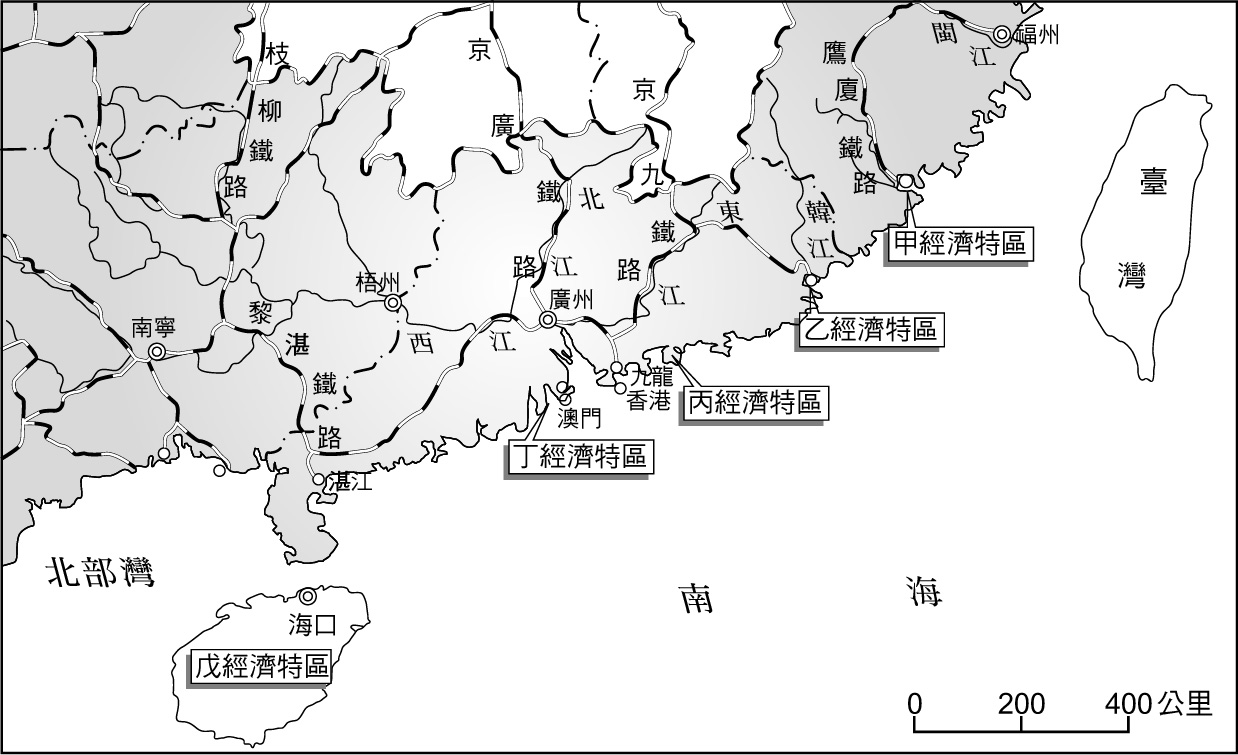 枝柳鐵路
京廣鐵路
京九鐵路
鷹廈鐵路
閩江
福州
臺灣
北江
東江
韓江
甲經濟特區
乙經濟特區
丙經濟特區
丁經濟特區
戊經濟特區
梧州
廣州
南寧
黎湛鐵路
西江
九龍
香港
澳門
湛江
北部灣
南海
海口
0 200 400 公里